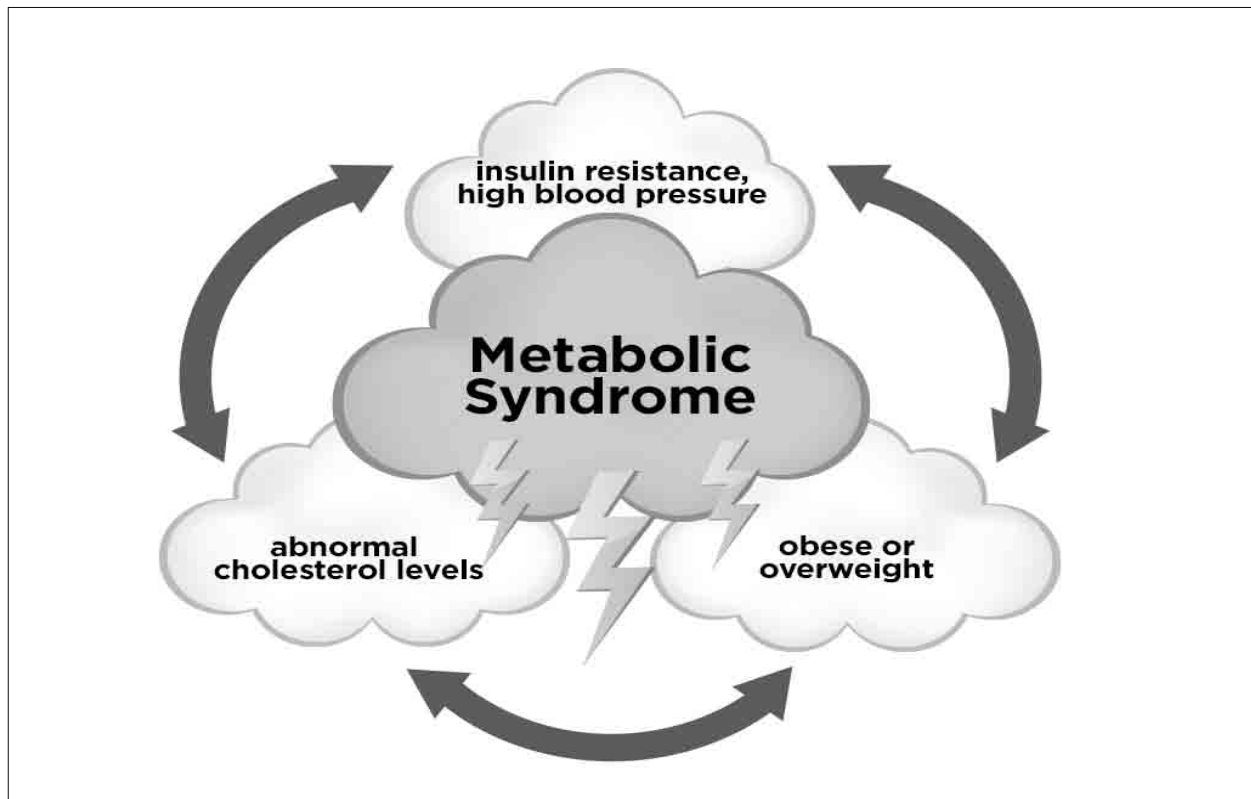 insulin resistance,
high blood pressure
Metabolic
Syndrome
abnormal
cholesterol levels
obese or
overweight